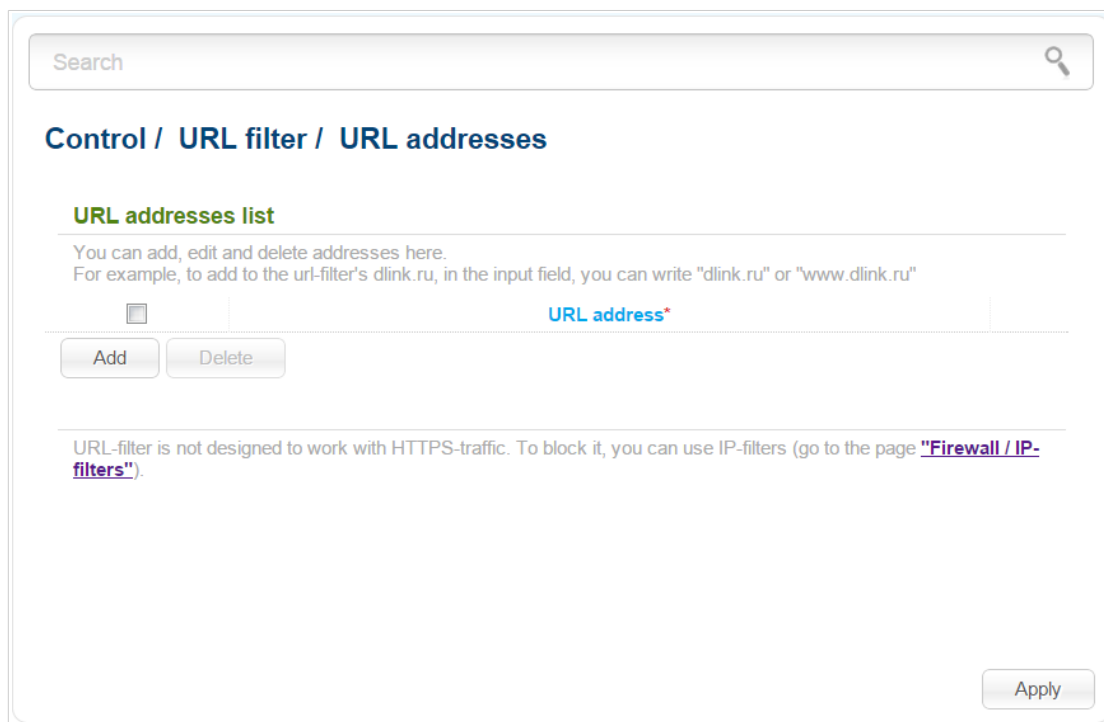 Search
Control / URL filter / URL addresses
URL addresses list
You can add, edit and delete addresses here.
For example, to add to the url-filter's dlink.ru, in the input field, you can write "dlink.ru" or "www.dlink.ru"
URL address*
Add Delete
URL-filter is not designed to work with HTTPS-traffic. To block it, you can use IP-filters (go to the page "Firewall / IP-
filters").
Apply